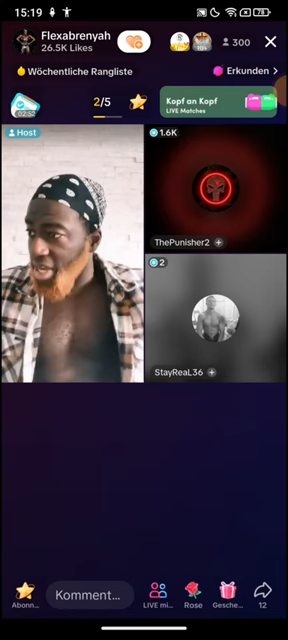 15:19
78
Flexabrenyah
26.5K Likes
300
Wöchentliche Rangliste
Erkunden >
02:52
2/5
Kopf an Kopf
LIVE Matches
Host
1.6K
ThePunisher2 +
2
StayReaL36 +
Abonn...
Komment...
LIVE mi...
Rose
Gesche...
12